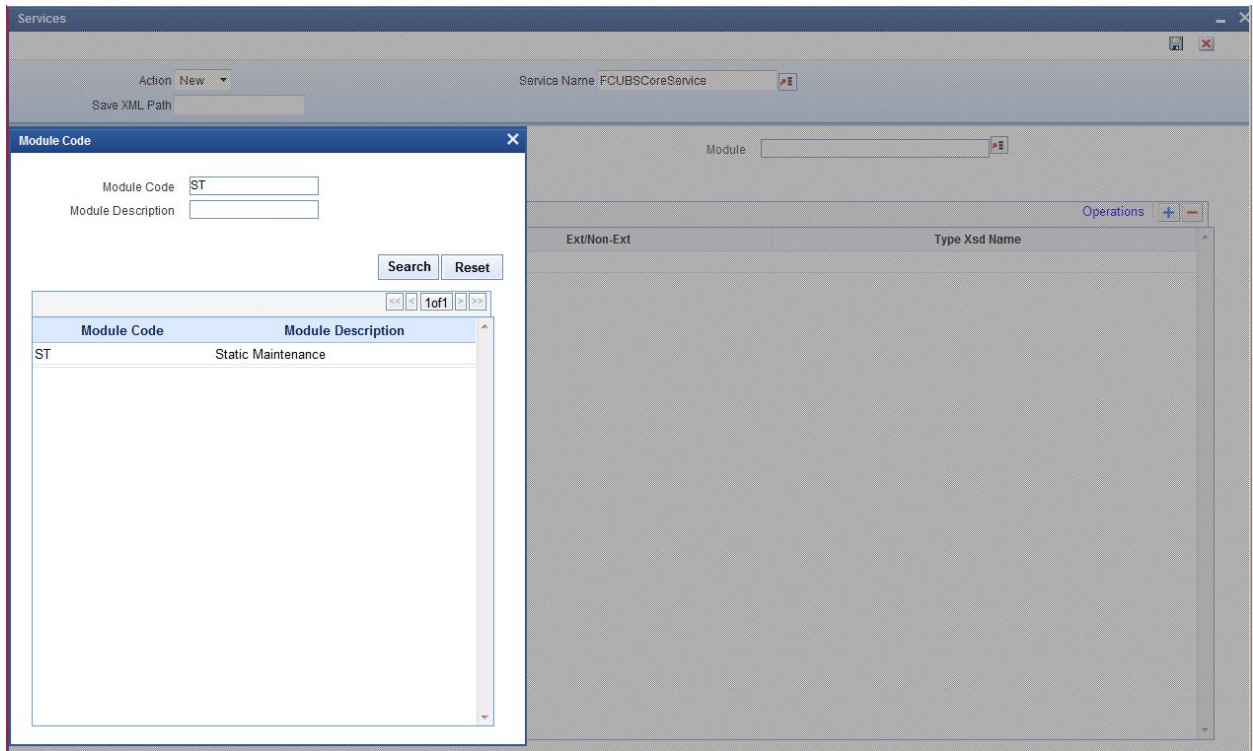 Services
Action New
Service Name FCUBSCoreService
Save XML Path
Module Code
Module
Module Code ST
Module Description
Operations
Ext/Non-Ext Type Xsd Name
Search Reset
<< < 1of1 > >>
Module Code Module Description
ST Static Maintenance